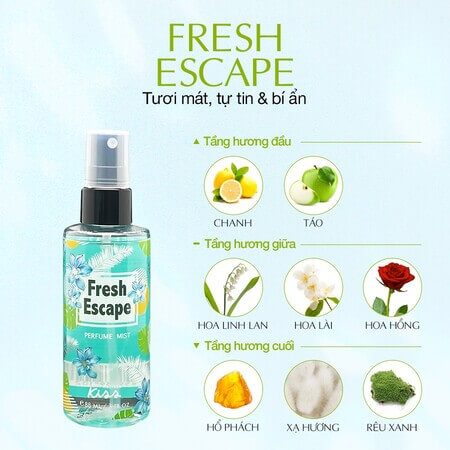 FRESH
ESCAPE
Tươi mát, tự tin & bí ẩn
Tầng hương đầu
CHANH
TÁO
Tầng hương giữa
HOA LINH LAN
HOA LÀI
HOA HỒNG
Tầng hương cuối
HỔ PHÁCH
XẠ HƯƠNG
RÊU XANH
Fresh
Escape
PERFUME MIST
Kiss